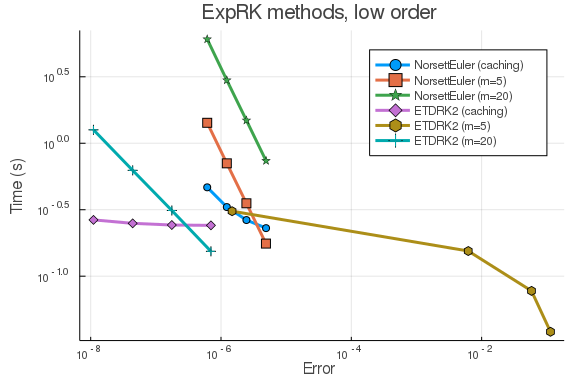 ExpRK methods, low order
10^0.5
10^0.0
10^-0.5
10^-1.0
Time (s)
NorsettEuler (caching)
NorsettEuler (m=5)
NorsettEuler (m=20)
ETDRK2 (caching)
ETDRK2 (m=5)
ETDRK2 (m=20)
10^-8
10^-6
10^-4
10^-2
Error